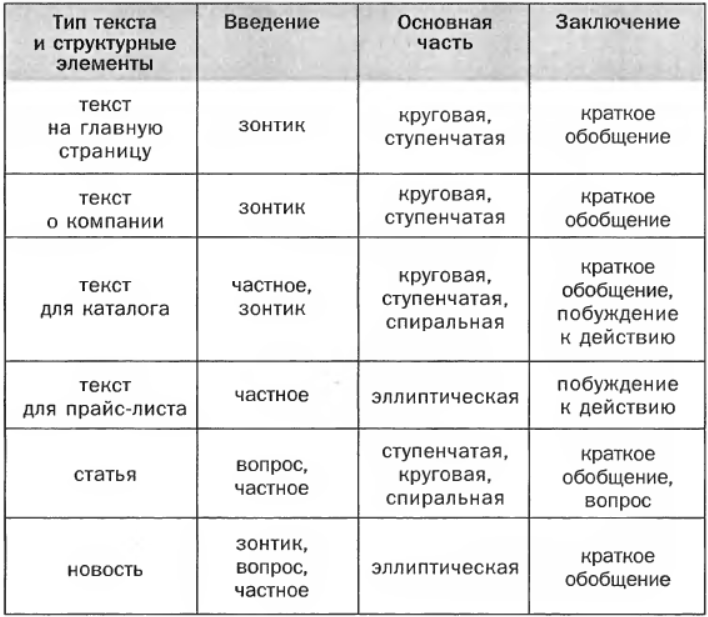 Тип текста
и структурные
элементы
Введение
Основная
часть
Заключение
текст
на главную
страницу
зонтик
круговая,
ступенчатая
краткое
обобщение
текст
о компании
зонтик
круговая,
ступенчатая
краткое
обобщение
текст
для каталога
частное,
зонтик
круговая,
ступенчатая,
спиральная
краткое
обобщение,
побуждение
к действию
текст
для прайс-листа
частное
эллиптическая
побуждение
к действию
статья
вопрос,
частное
ступенчатая,
круговая,
спиральная
краткое
обобщение,
вопрос
новость
зонтик,
вопрос,
частное
эллиптическая
краткое
обобщение